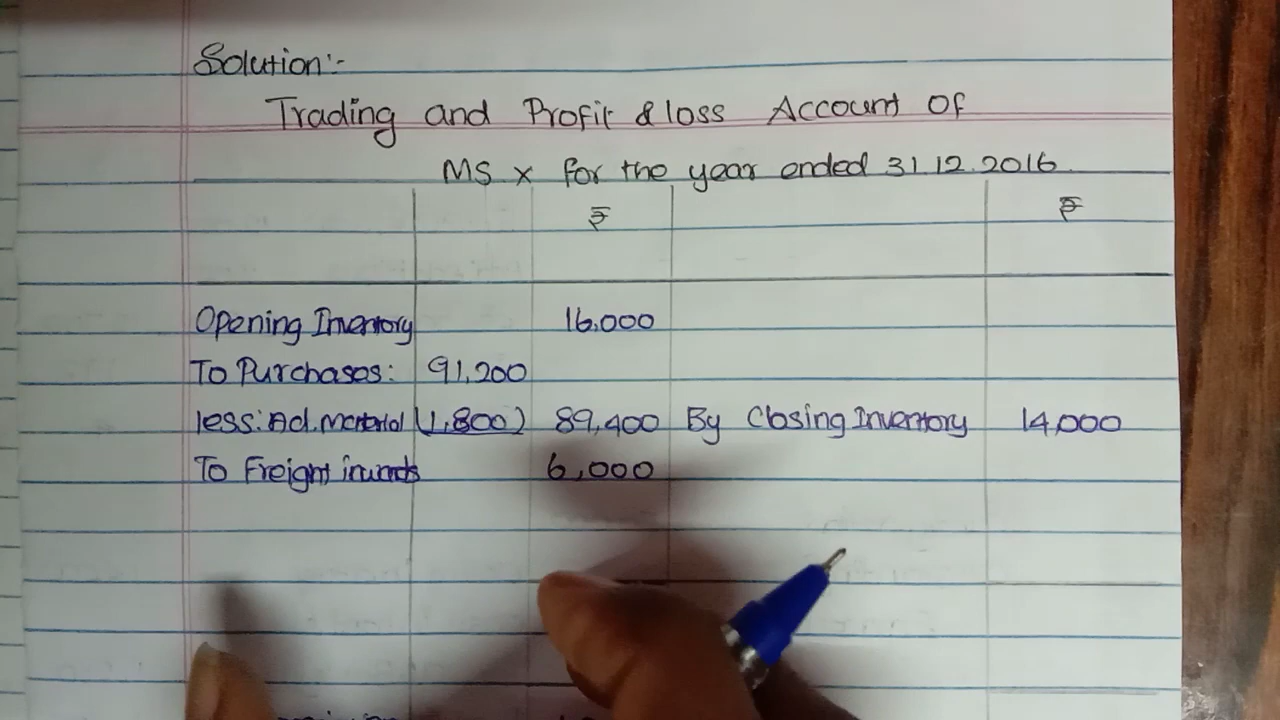 Solution:-
Trading and Profit & loss Account Of
MS X for the year ended 31.12.2016
₹ ₹
Opening Inventory 16,000
To Purchases: 91,200
less: Ad. Material (1,800) 89,400 By Closing Inventory 14,000
To Freight inwards 6,000